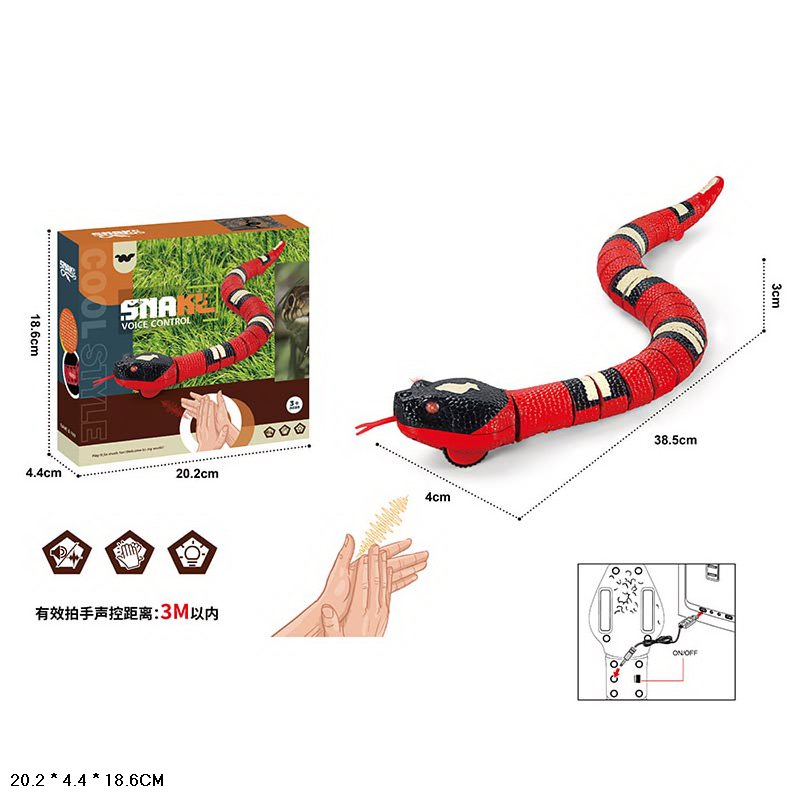 SNAKE
COOL STYLE
SNAKE
VOICE CONTROL
3+
18.6cm
4.4cm
20.2cm
3cm
38.5cm
4cm
有效拍手声控距离:3M以内
ON/OFF
20.2*4.4*18.6CM